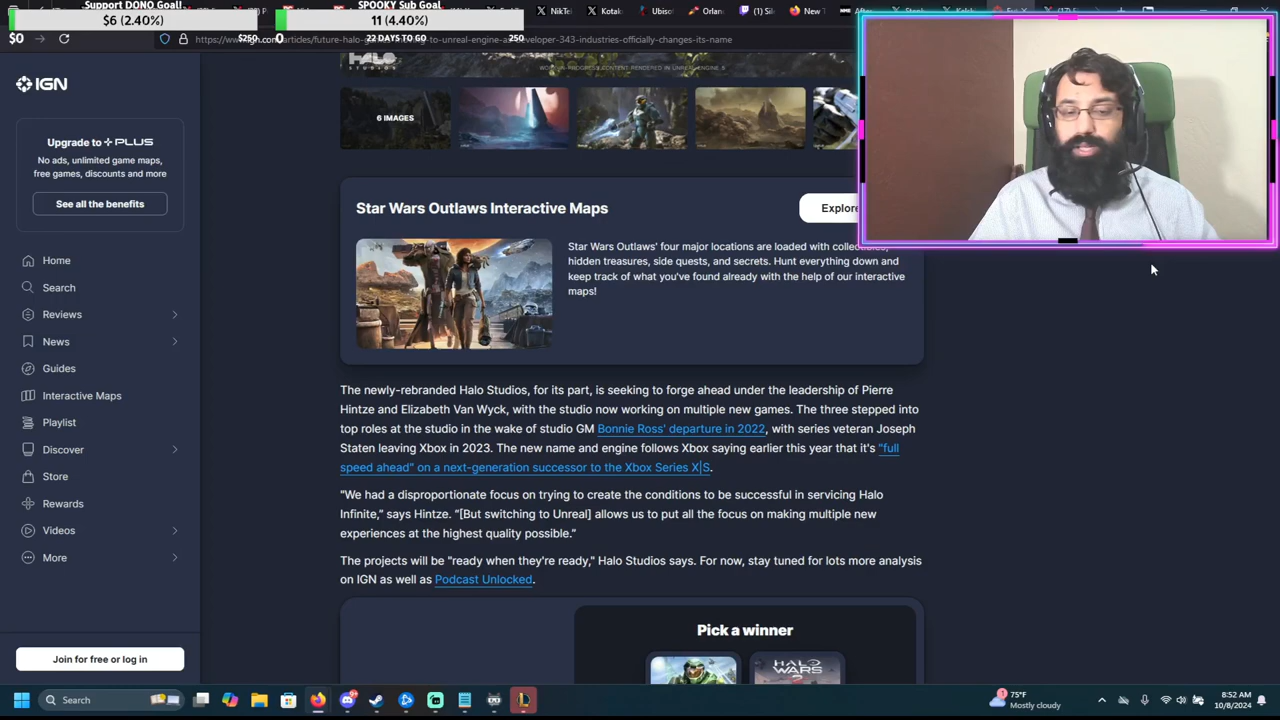 Support DONO Goal!
$6 (2.40%)
$0
$250
SPOOKY Sub Goal
11 (4.40%)
0
22 DAYS TO GO
250
NikTe
Kotak
Ubiso
Orland
(1) Si
New T
IGN
Upgrade to PLUS
No ads, unlimited game maps,
free games, discounts and more
See all the benefits
Home
Search
Reviews
News
Guides
Interactive Maps
Playlist
Discover
Store
Rewards
Videos
More
Join for free or log in
HALO
STUDIOS
6 IMAGES
Star Wars Outlaws Interactive Maps
Explore
Star Wars Outlaws' four major locations are loaded with collectibles,
hidden treasures, side quests, and secrets. Hunt everything down and
keep track of what you've found already with the help of our interactive
maps!
The newly-rebranded Halo Studios, for its part, is seeking to forge ahead under the leadership of Pierre
Hintze and Elizabeth Van Wyck, with the studio now working on multiple new games. The three stepped into
top roles at the studio in the wake of studio GM Bonnie Ross' departure in 2022, with series veteran Joseph
Staten leaving Xbox in 2023. The new name and engine follows Xbox saying earlier this year that it's "full
speed ahead" on a next-generation successor to the Xbox Series X|S.
"We had a disproportionate focus on trying to create the conditions to be successful in servicing Halo
Infinite,” says Hintze. “[But switching to Unreal] allows us to put all the focus on making multiple new
experiences at the highest quality possible.”
The projects will be "ready when they're ready," Halo Studios says. For now, stay tuned for lots more analysis
on IGN as well as Podcast Unlocked.
Pick a winner
HALO
WARS
2
Search
75°F
Mostly cloudy
8:52 AM
10/8/2024